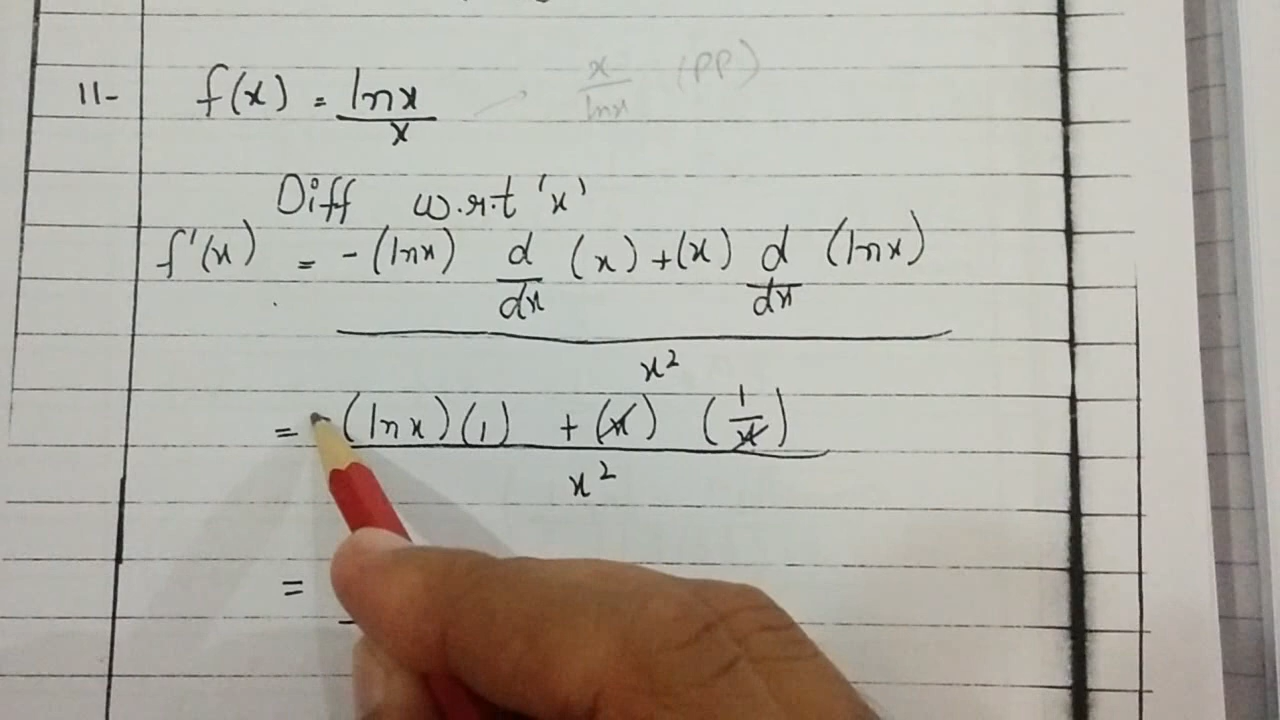 11- f(x) = lnx/x x/lnx (PP)
Diff w.r.t 'x'
f'(x) = -(lnx) d/dx (x) + (x) d/dx (lnx)
x²
= (lnx)(1) + (x) (1/x)
x²
=